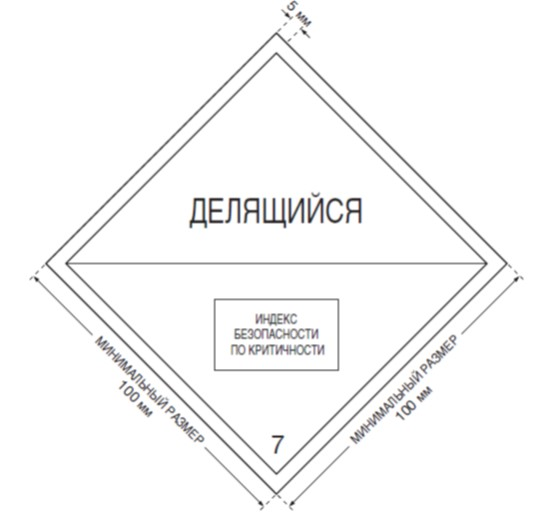 5 мм
ДЕЛЯЩИЙСЯ
ИНДЕКС
БЕЗОПАСНОСТИ
ПО КРИТИЧНОСТИ
МИНИМАЛЬНЫЙ РАЗМЕР
100 мм
МИНИМАЛЬНЫЙ РАЗМЕР
100 мм
7